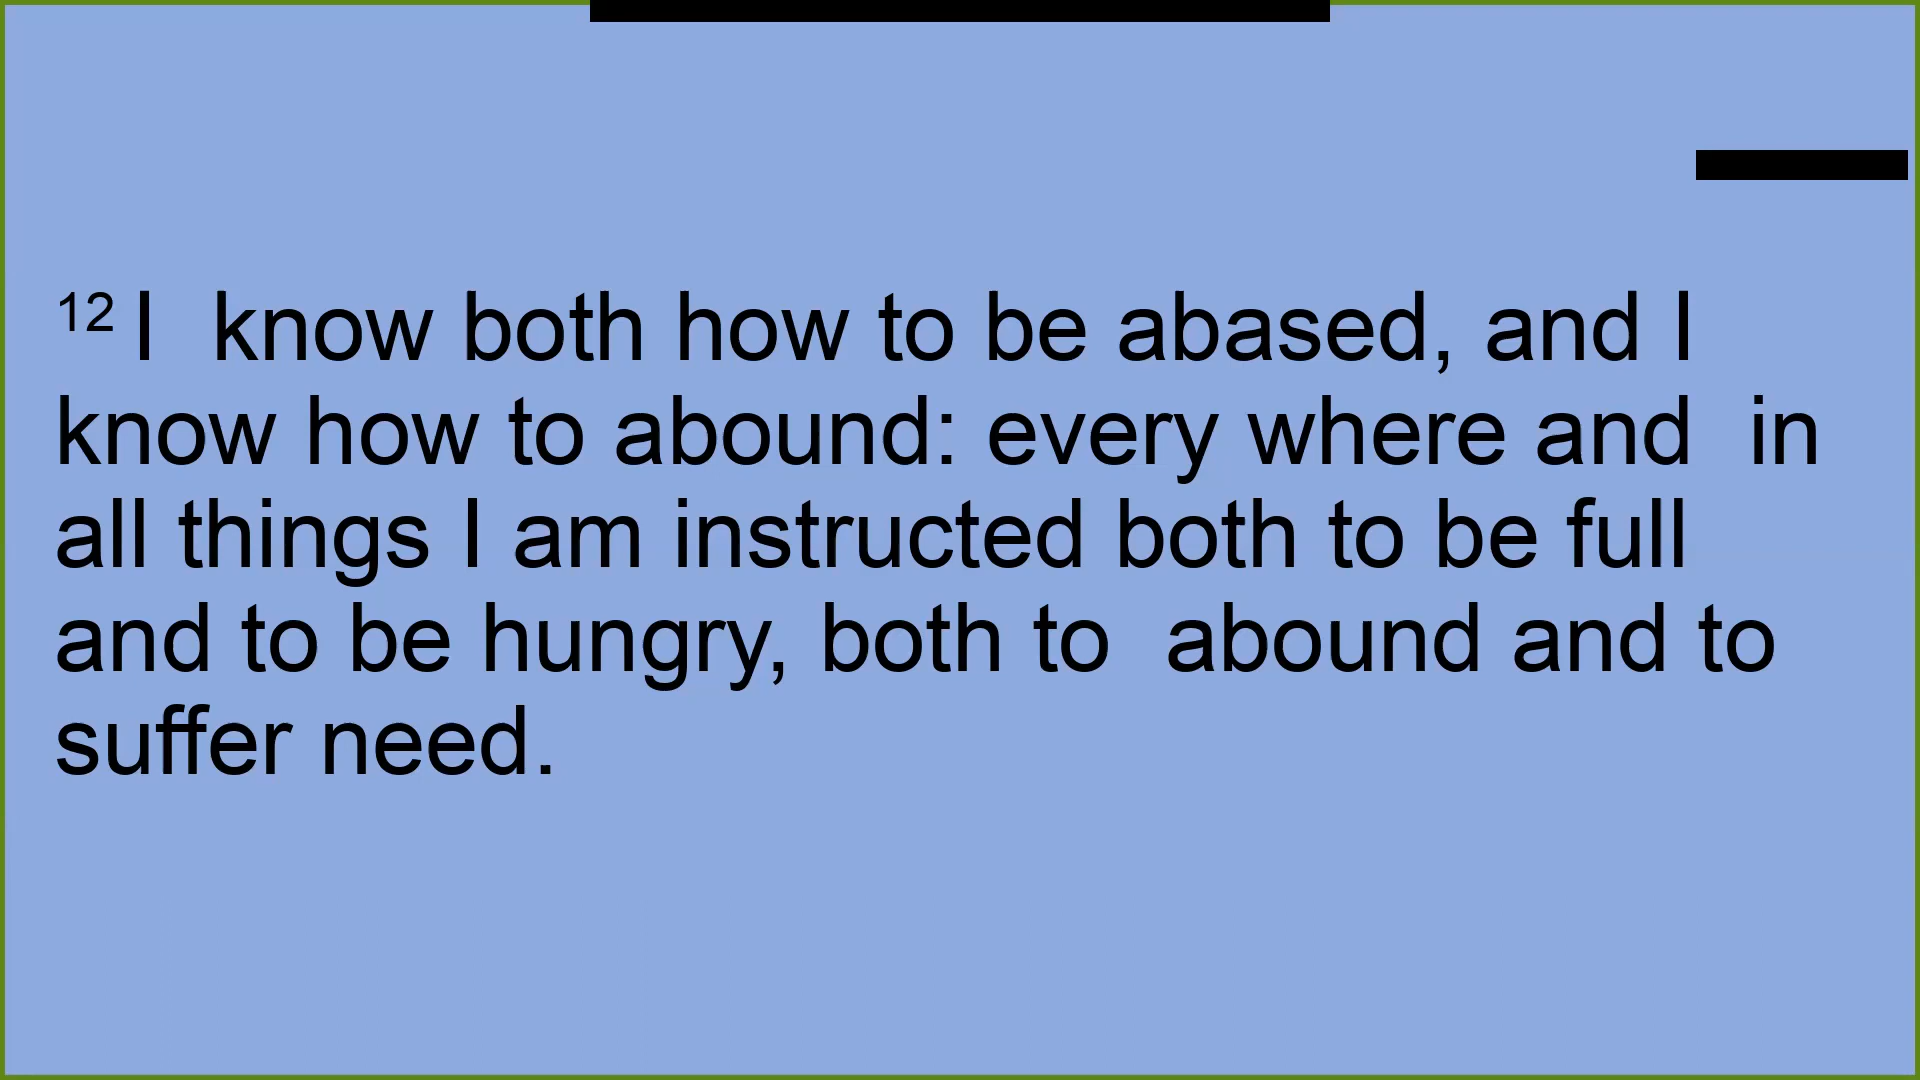 12 I  know both how to be abased, and I
know how to abound: every where and  in
all things I am instructed both to be full
and to be hungry, both to  abound and to
suffer need.